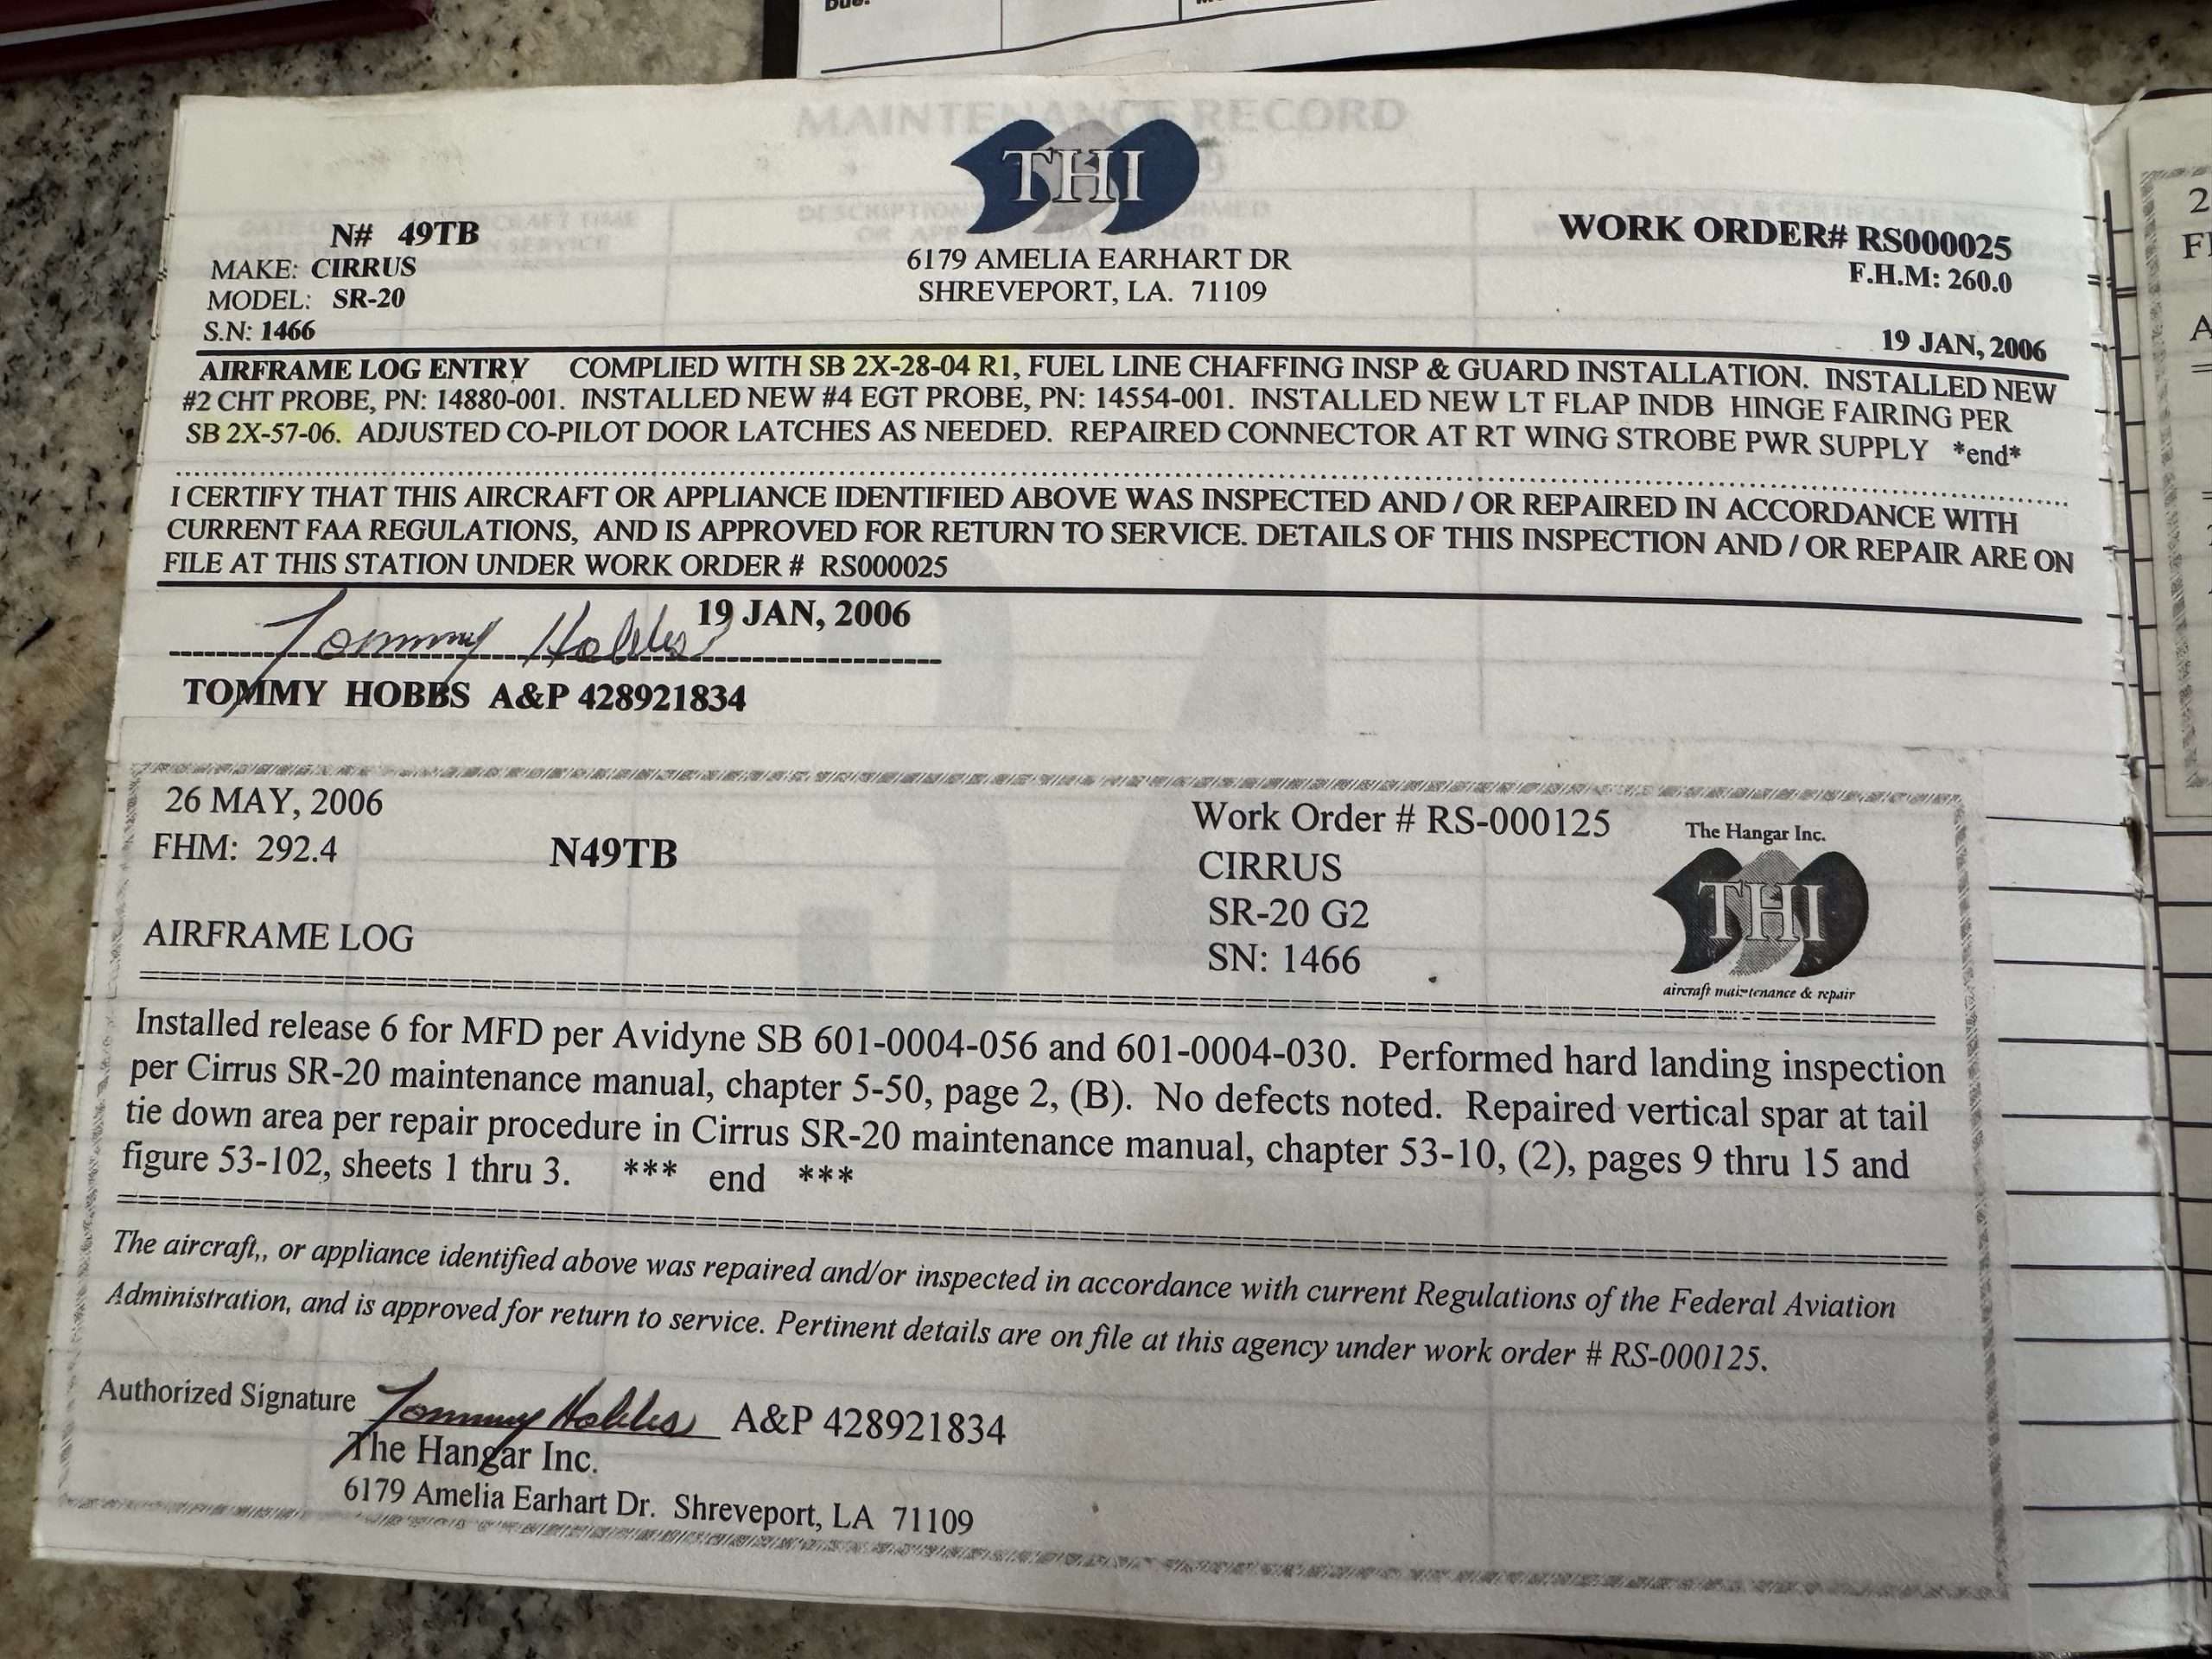 MAINTENANCE RECORD
THI
N# 49TB
MAKE: CIRRUS
MODEL: SR-20
S.N: 1466
6179 AMELIA EARHART DR
SHREVEPORT, LA. 71109
WORK ORDER# RS000025
F.H.M: 260.0
19 JAN, 2006
AIRFRAME LOG ENTRY COMPLIED WITH SB 2X-28-04 R1, FUEL LINE CHAFFING INSP & GUARD INSTALLATION. INSTALLED NEW
#2 CHT PROBE, PN: 14880-001. INSTALLED NEW #4 EGT PROBE, PN: 14554-001. INSTALLED NEW LT FLAP INDB HINGE FAIRING PER
SB 2X-57-06. ADJUSTED CO-PILOT DOOR LATCHES AS NEEDED. REPAIRED CONNECTOR AT RT WING STROBE PWR SUPPLY *end*
I CERTIFY THAT THIS AIRCRAFT OR APPLIANCE IDENTIFIED ABOVE WAS INSPECTED AND / OR REPAIRED IN ACCORDANCE WITH
CURRENT FAA REGULATIONS, AND IS APPROVED FOR RETURN TO SERVICE. DETAILS OF THIS INSPECTION AND / OR REPAIR ARE ON
FILE AT THIS STATION UNDER WORK ORDER # RS000025
Tommy Hobbs 19 JAN, 2006
TOMMY HOBBS A&P 428921834
26 MAY, 2006
FHM: 292.4
N49TB
AIRFRAME LOG
Work Order # RS-000125
CIRRUS
SR-20 G2
SN: 1466
The Hangar Inc.
THI
aircraft maintenance & repair
Installed release 6 for MFD per Avidyne SB 601-0004-056 and 601-0004-030. Performed hard landing inspection
per Cirrus SR-20 maintenance manual, chapter 5-50, page 2, (B). No defects noted. Repaired vertical spar at tail
tie down area per repair procedure in Cirrus SR-20 maintenance manual, chapter 53-10, (2), pages 9 thru 15 and
figure 53-102, sheets 1 thru 3. *** end ***
The aircraft,, or appliance identified above was repaired and/or inspected in accordance with current Regulations of the Federal Aviation
Administration, and is approved for return to service. Pertinent details are on file at this agency under work order # RS-000125.
Authorized Signature Tommy Hobbs A&P 428921834
The Hangar Inc.
6179 Amelia Earhart Dr. Shreveport, LA 71109